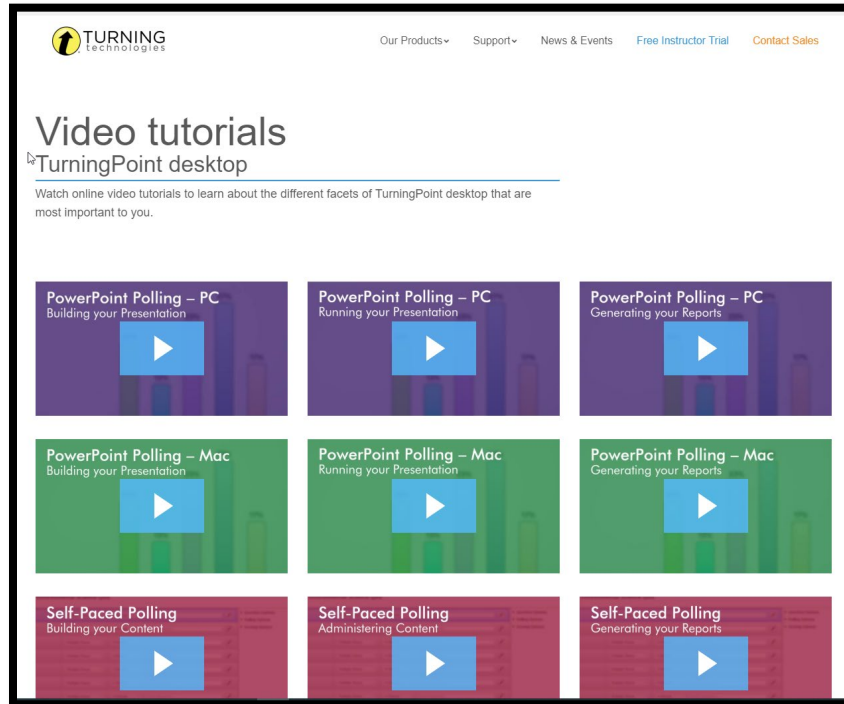 TURNING
technologies
Our Products Support News & Events Free Instructor Trial Contact Sales
Video tutorials
TurningPoint desktop
Watch online video tutorials to learn about the different facets of TurningPoint desktop that are
most important to you.
PowerPoint Polling – PC
Building your Presentation
PowerPoint Polling – PC
Running your Presentation
PowerPoint Polling – PC
Generating your Reports
PowerPoint Polling – Mac
Building your Presentation
PowerPoint Polling – Mac
Running your Presentation
PowerPoint Polling – Mac
Generating your Reports
Self-Paced Polling
Building your Content
Self-Paced Polling
Administering Content
Self-Paced Polling
Generating your Reports